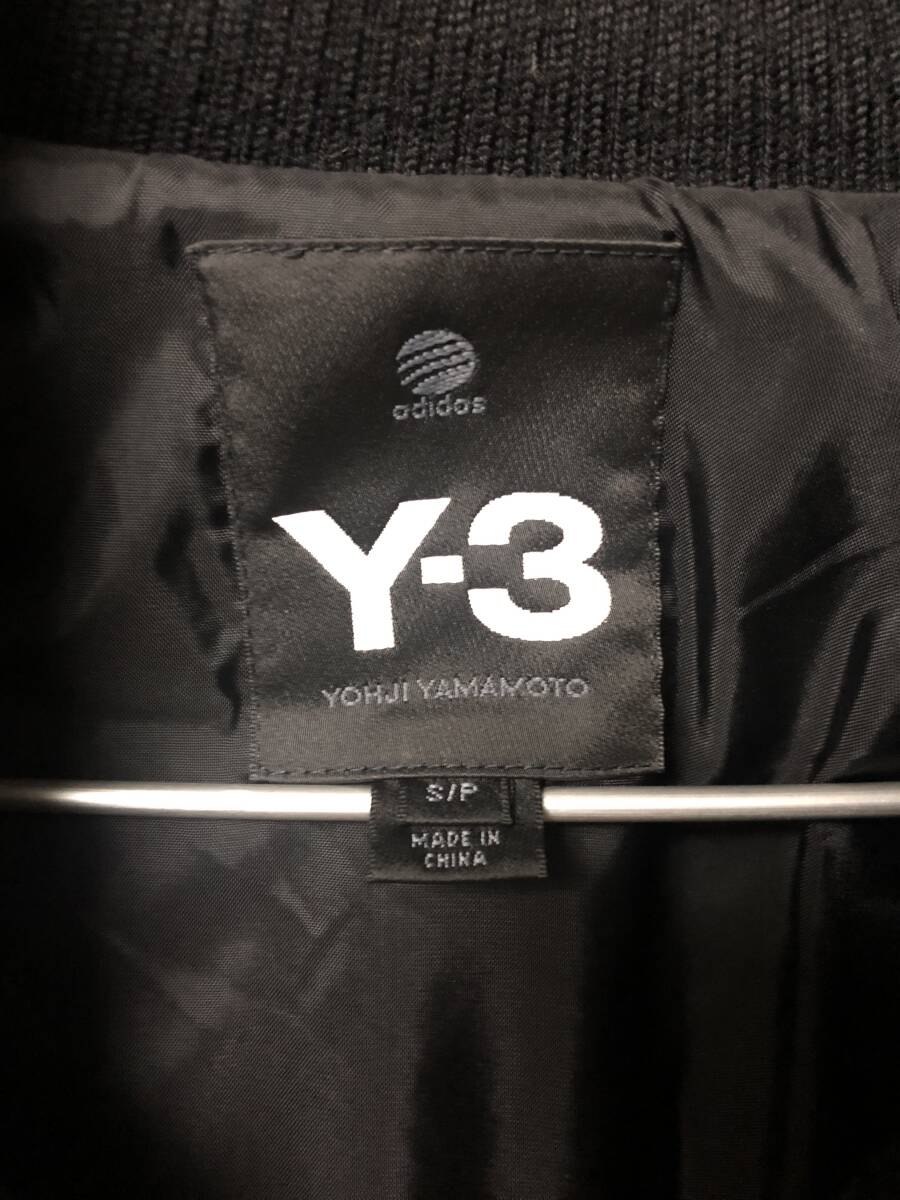 adidas
Y-3
YOHJI YAMAMOTO
S/P
MADE IN
CHINA